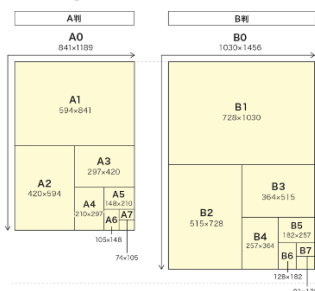 A判
A0
841×1189
A1
594×841
A2
420×594
A3
297×420
A4
210×297
A5
148×210
A6
A7
105×148
74×105
B判
B0
1030×1456
B1
728×1030
B2
515×728
B3
364×515
B4
257×364
B5
182×257
B6
B7
128×182